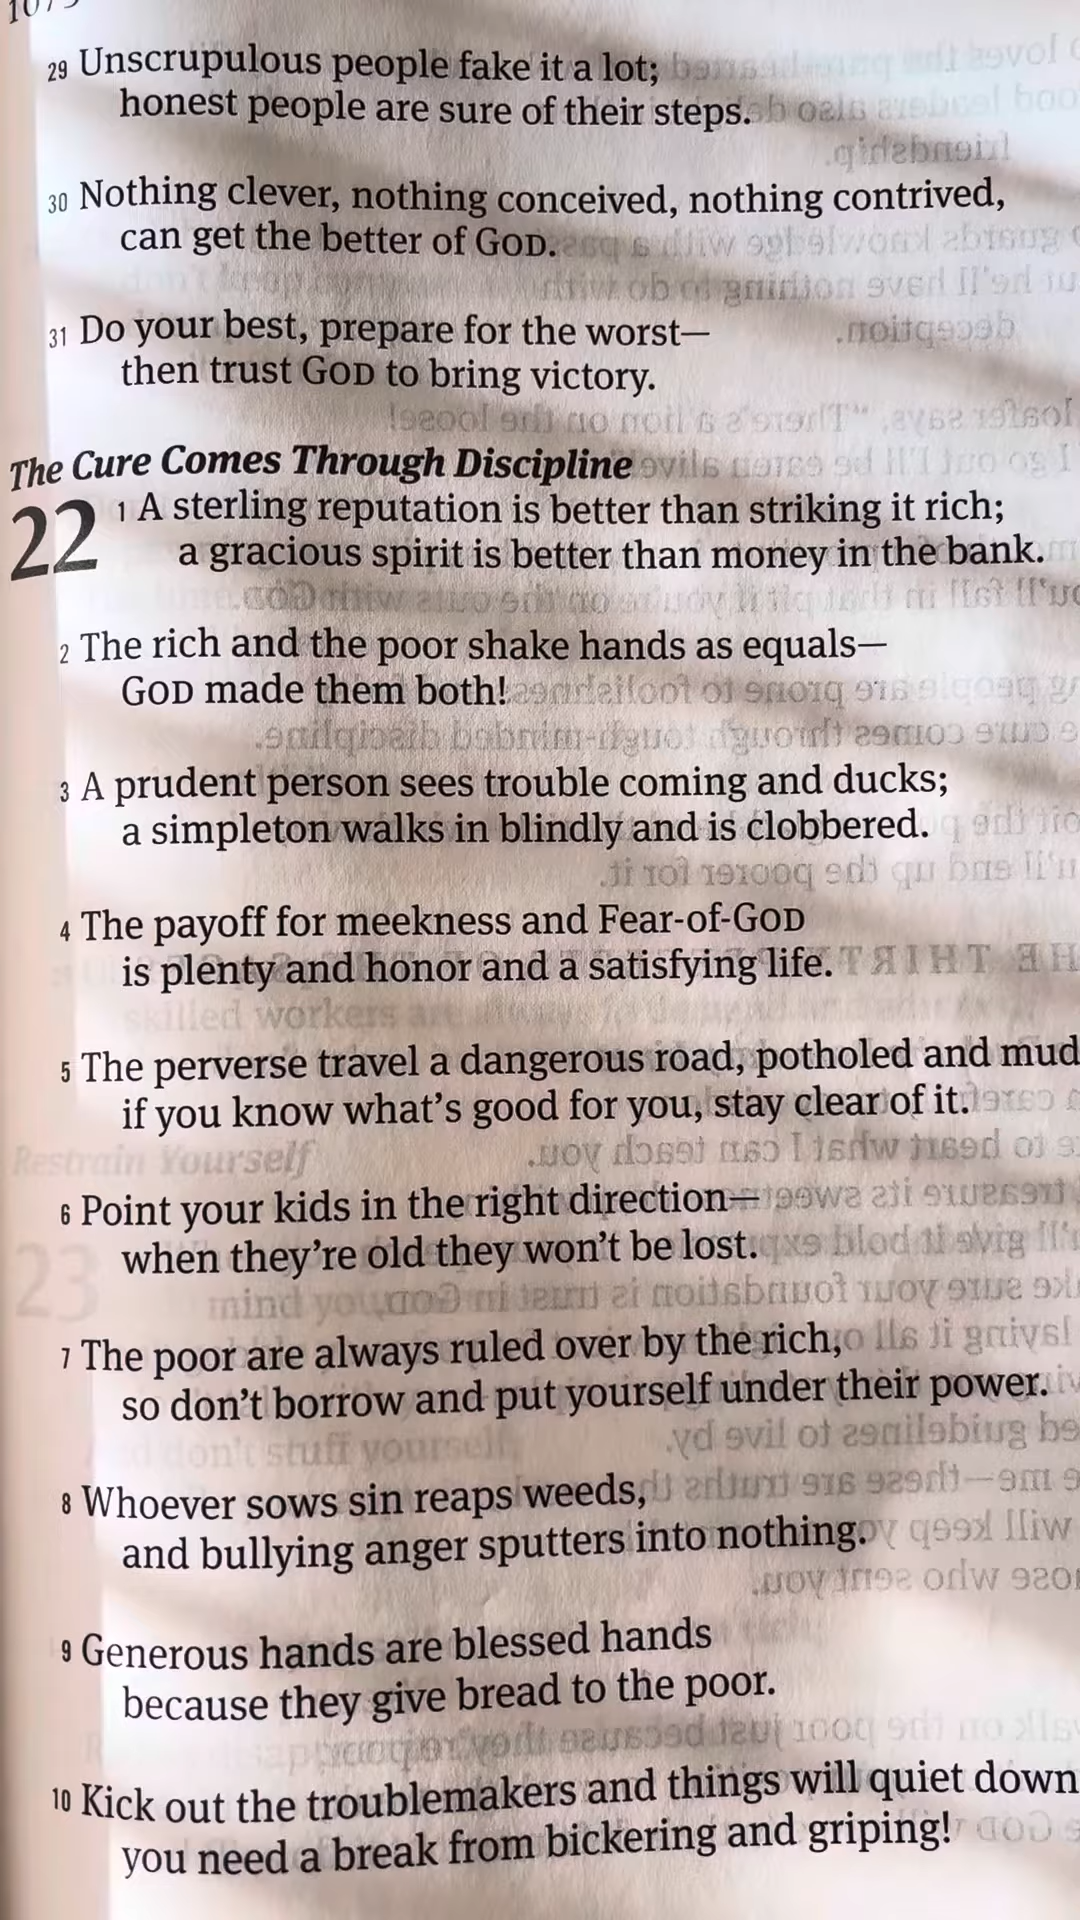 29 Unscrupulous people fake it a lot;
honest people are sure of their steps.
30 Nothing clever, nothing conceived, nothing contrived,
can get the better of GOD.
31 Do your best, prepare for the worst—
then trust GOD to bring victory.
The Cure Comes Through Discipline
22 1 A sterling reputation is better than striking it rich;
a gracious spirit is better than money in the bank.
2 The rich and the poor shake hands as equals—
GOD made them both!
3 A prudent person sees trouble coming and ducks;
a simpleton walks in blindly and is clobbered.
4 The payoff for meekness and Fear-of-GOD
is plenty and honor and a satisfying life.
5 The perverse travel a dangerous road, potholed and mud
if you know what's good for you, stay clear of it.
6 Point your kids in the right direction—
when they're old they won't be lost.
7 The poor are always ruled over by the rich,
so don't borrow and put yourself under their power.
8 Whoever sows sin reaps weeds,
and bullying anger sputters into nothing.
9 Generous hands are blessed hands
because they give bread to the poor.
10 Kick out the troublemakers and things will quiet down
you need a break from bickering and griping!